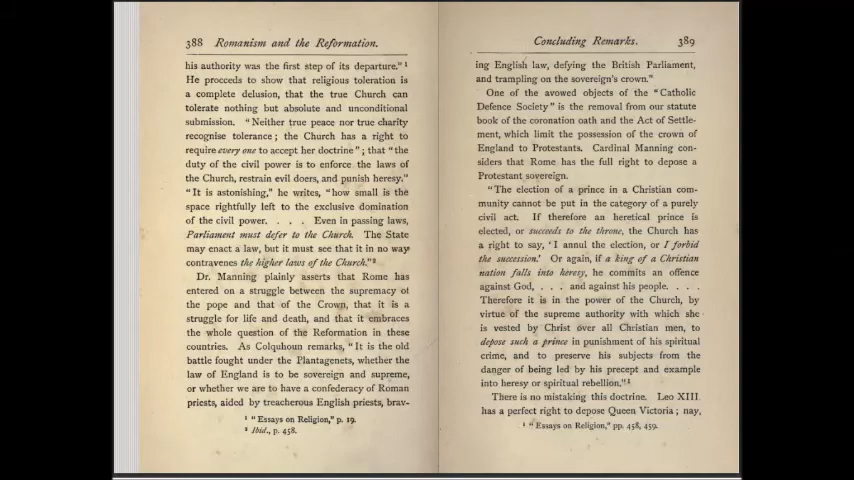 388 Romanism and the Reformation.
his authority was the first step of its departure." 1
He proceeds to show that religious toleration is
a complete delusion, that the true Church can
tolerate nothing but absolute and unconditional
submission. "Neither true peace nor true charity
recognise tolerance; the Church has a right to
require every one to accept her doctrine"; that "the
duty of the civil power is to enforce the laws of
the Church, restrain evil doers, and punish heresy."
"It is astonishing," he writes, "how small is the
space rightfully left to the exclusive domination
of the civil power. . . . Even in passing laws,
Parliament must defer to the Church. The State
may enact a law, but it must see that it in no way
contravenes the higher laws of the Church." 2
Dr. Manning plainly asserts that Rome has
entered on a struggle between the supremacy of
the pope and that of the Crown, that it is a
struggle for life and death, and that it embraces
the whole question of the Reformation in these
countries. As Colquhoun remarks, "It is the old
battle fought under the Plantagenets, whether the
law of England is to be sovereign and supreme,
or whether we are to have a confederacy of Roman
priests, aided by treacherous English priests, brav-
1 "Essays on Religion," p. 19.
2 Ibid., p. 458.
Concluding Remarks. 389
ing English law, defying the British Parliament,
and trampling on the sovereign's crown."
One of the avowed objects of the "Catholic
Defence Society" is the removal from our statute
book of the coronation oath and the Act of Settle-
ment, which limit the possession of the crown of
England to Protestants. Cardinal Manning con-
siders that Rome has the full right to depose a
Protestant sovereign.
"The election of a prince in a Christian com-
munity cannot be put in the category of a purely
civil act. If therefore an heretical prince is
elected, or succeeds to the throne, the Church has
a right to say, 'I annul the election, or I forbid
the succession.' Or again, if a king of a Christian
nation falls into heresy, he commits an offence
against God, . . . and against his people. . . .
Therefore it is in the power of the Church, by
virtue of the supreme authority with which she
is vested by Christ over all Christian men, to
depose such a prince in punishment of his spiritual
crime, and to preserve his subjects from the
danger of being led by his precept and example
into heresy or spiritual rebellion." 1
There is no mistaking this doctrine. Leo XIII.
has a perfect right to depose Queen Victoria; nay,
1 "Essays on Religion," pp. 458, 459.